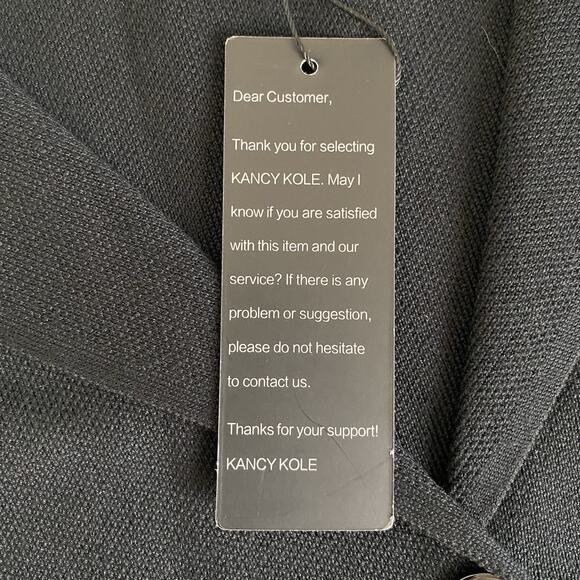 Dear Customer,
Thank you for selecting
KANCY KOLE. May I
know if you are satisfied
with this item and our
service? If there is any
problem or suggestion,
please do not hesitate
to contact us.
Thanks for your support!
KANCY KOLE